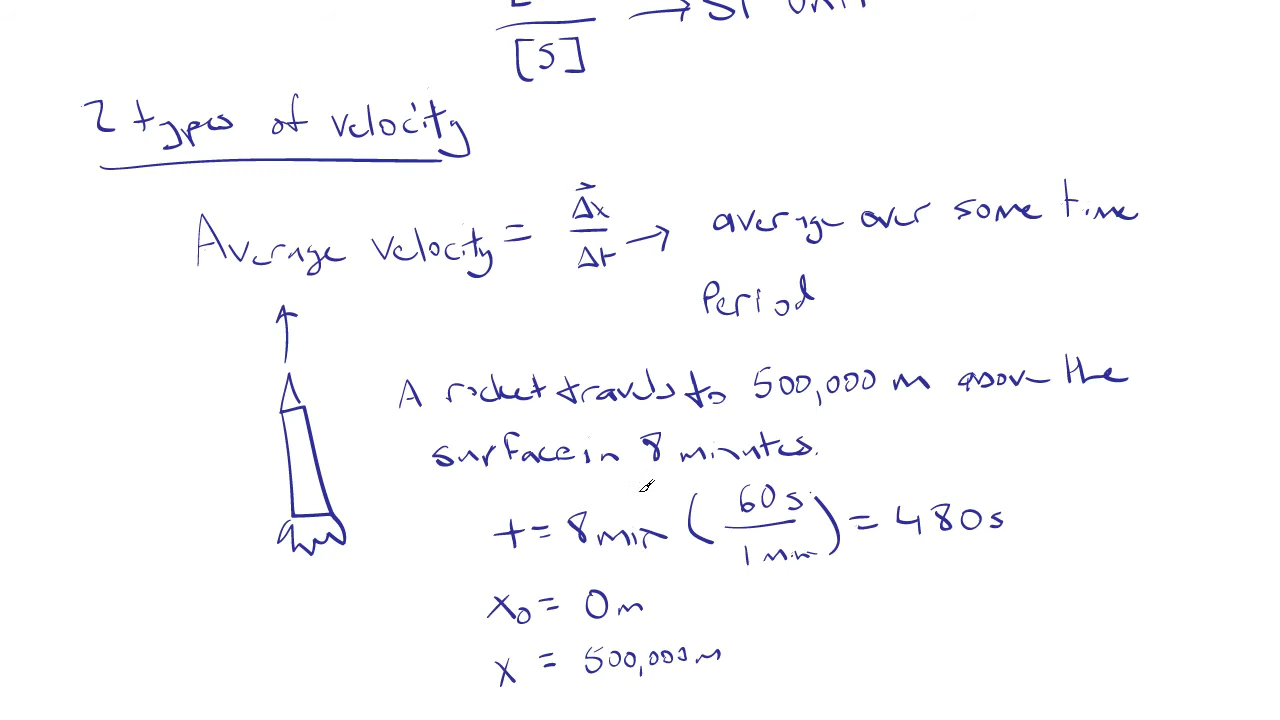 [S] → SI
2 types of velocity
Average velocity = Δx⃗ / Δt → average over some time
Period
A rocket travels to 500,000 m above the
surface in 8 minutes.
t = 8 min ( 60 s / 1 min ) = 480 s
x₀ = 0 m
x = 500,000 m